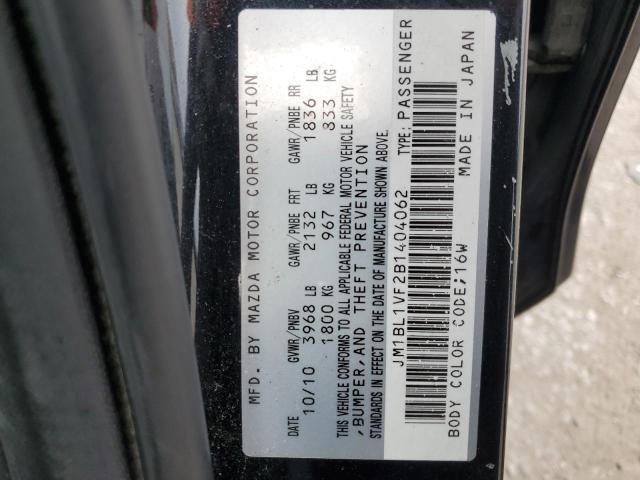 MFD. BY MAZDA MOTOR CORPORATION
DATE GVWR/PNBV GAWR/PNBE FRT GAWR/PNBE RR
10/10 3968 LB 2132 LB 1836 LB
1800 KG 967 KG 833 KG
THIS VEHICLE CONFORMS TO ALL APPLICABLE FEDERAL MOTOR VEHICLE SAFETY
,BUMPER,AND THEFT PREVENTION
STANDARDS IN EFFECT ON THE DATE OF MANUFACTURE SHOWN ABOVE.
JM1BL1VF2B1404062 TYPE: PASSENGER
BODY COLOR CODE;16W MADE IN JAPAN